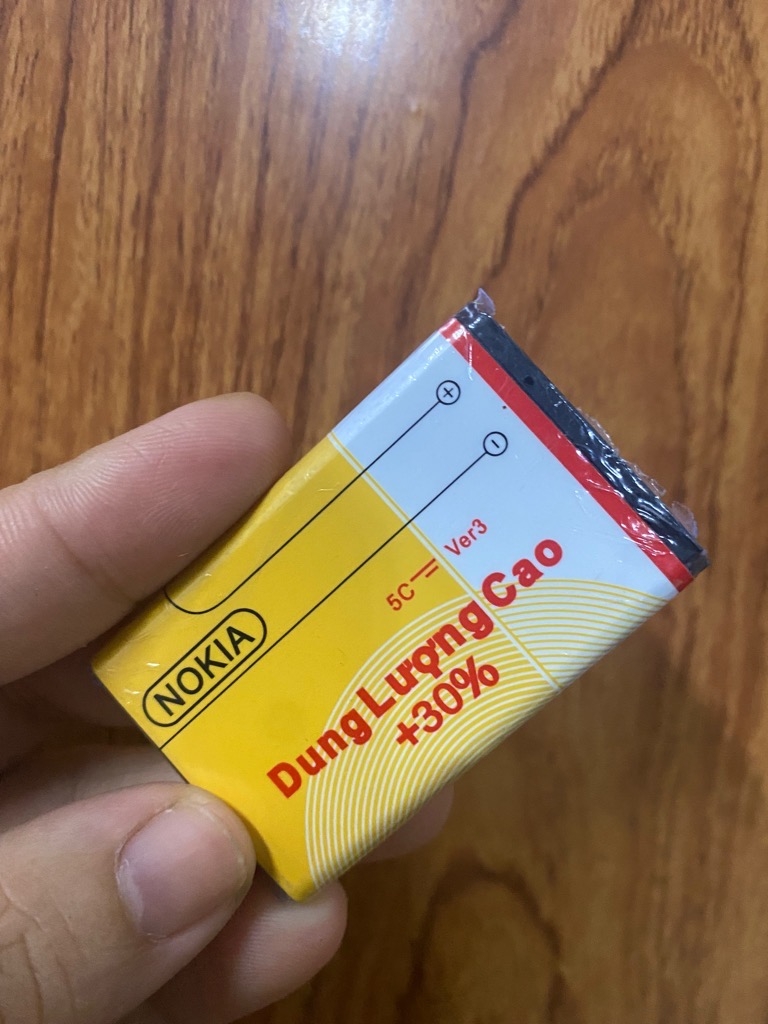 NOKIA
5C= Ver3
Dung Lượng Cao
+30%